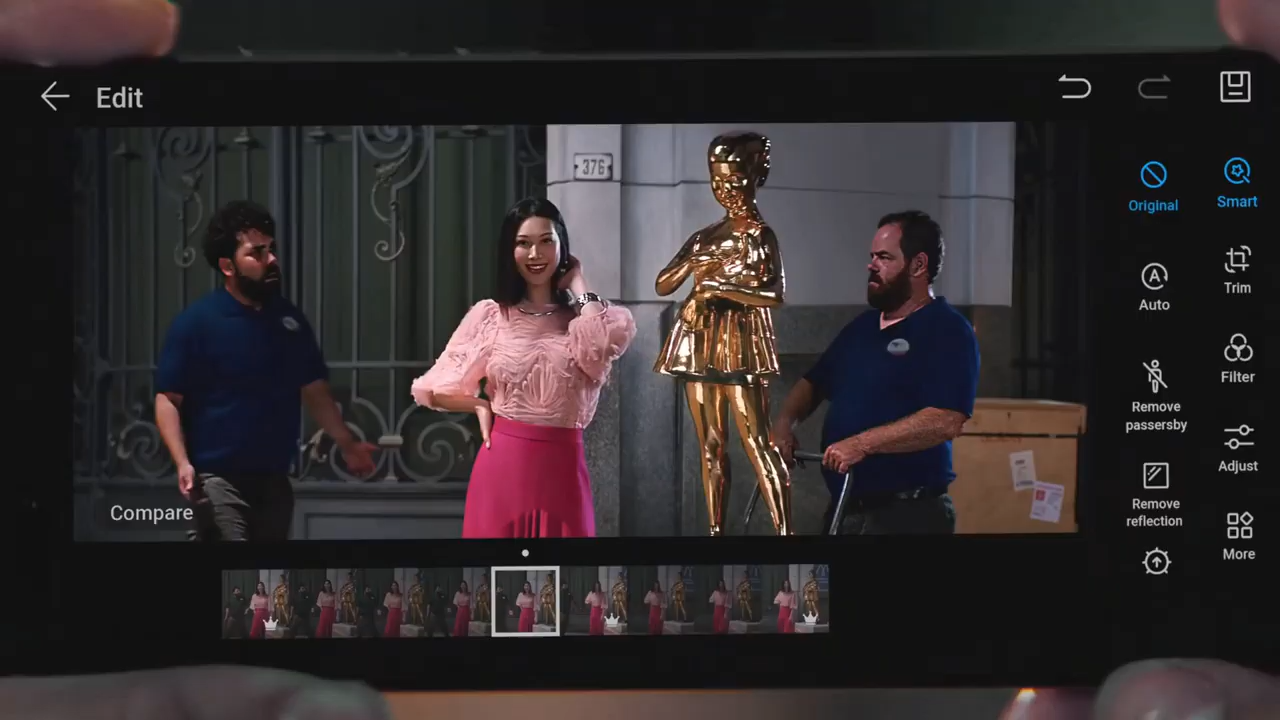 Edit
376
Original
Smart
Auto
Trim
Remove
passersby
Filter
Remove
reflection
Adjust
More
Compare